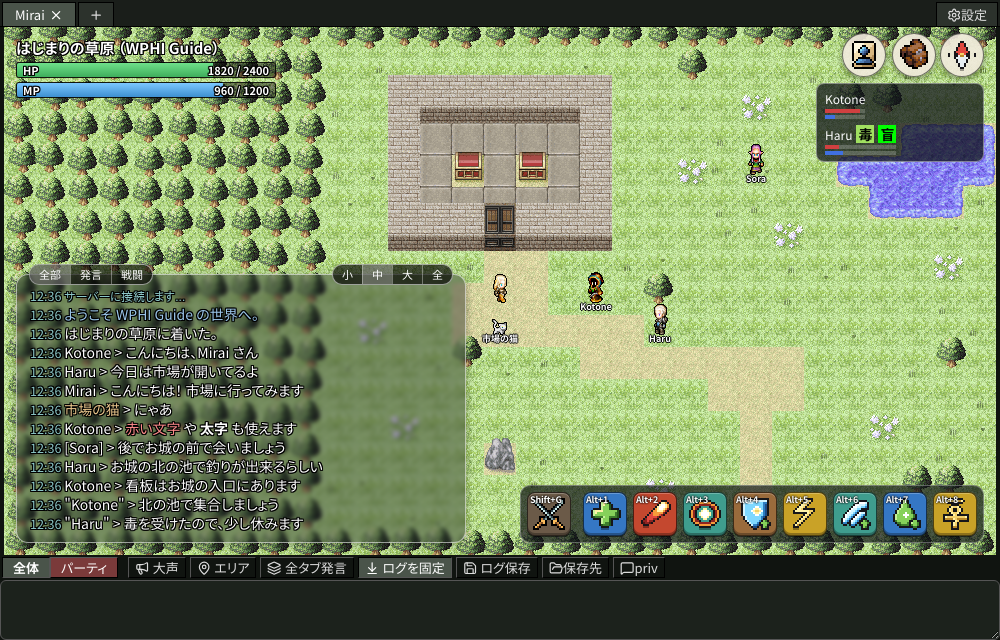 Mirai ×
+
設定
はじまりの草原 (WPHI Guide)
HP 1820 / 2400
MP 960 / 1200
Kotone
Haru 毒 盲
Sora
Kotone
市場の猫
Haru
全部 発言 戦闘
小 中 大 全
12:36 サーバーに接続します...
12:36 ようこそ WPHI Guide の世界へ。
12:36 はじまりの草原に着いた。
12:36 Kotone > こんにちは、Mirai さん
12:36 Haru > 今日は市場が開いてるよ
12:36 Mirai > こんにちは! 市場に行ってみます
12:36 市場の猫 > にゃあ
12:36 Kotone > 赤い文字 や 太字 も使えます
12:36 [Sora] > 後でお城の前で会いましょう
12:36 Haru > お城の北の池で釣りが出来るらしい
12:36 Kotone > 看板はお城の入口にあります
12:36 "Kotone" > 北の池で集合しましょう
12:36 "Haru" > 毒を受けたので、少し休みます
Shift+G Alt+1 Alt+2 Alt+3 Alt+4 Alt+5 Alt+6 Alt+7 Alt+8
全体 パーティ 大声 エリア 全タブ発言 ログを固定 ログ保存 保存先 priv